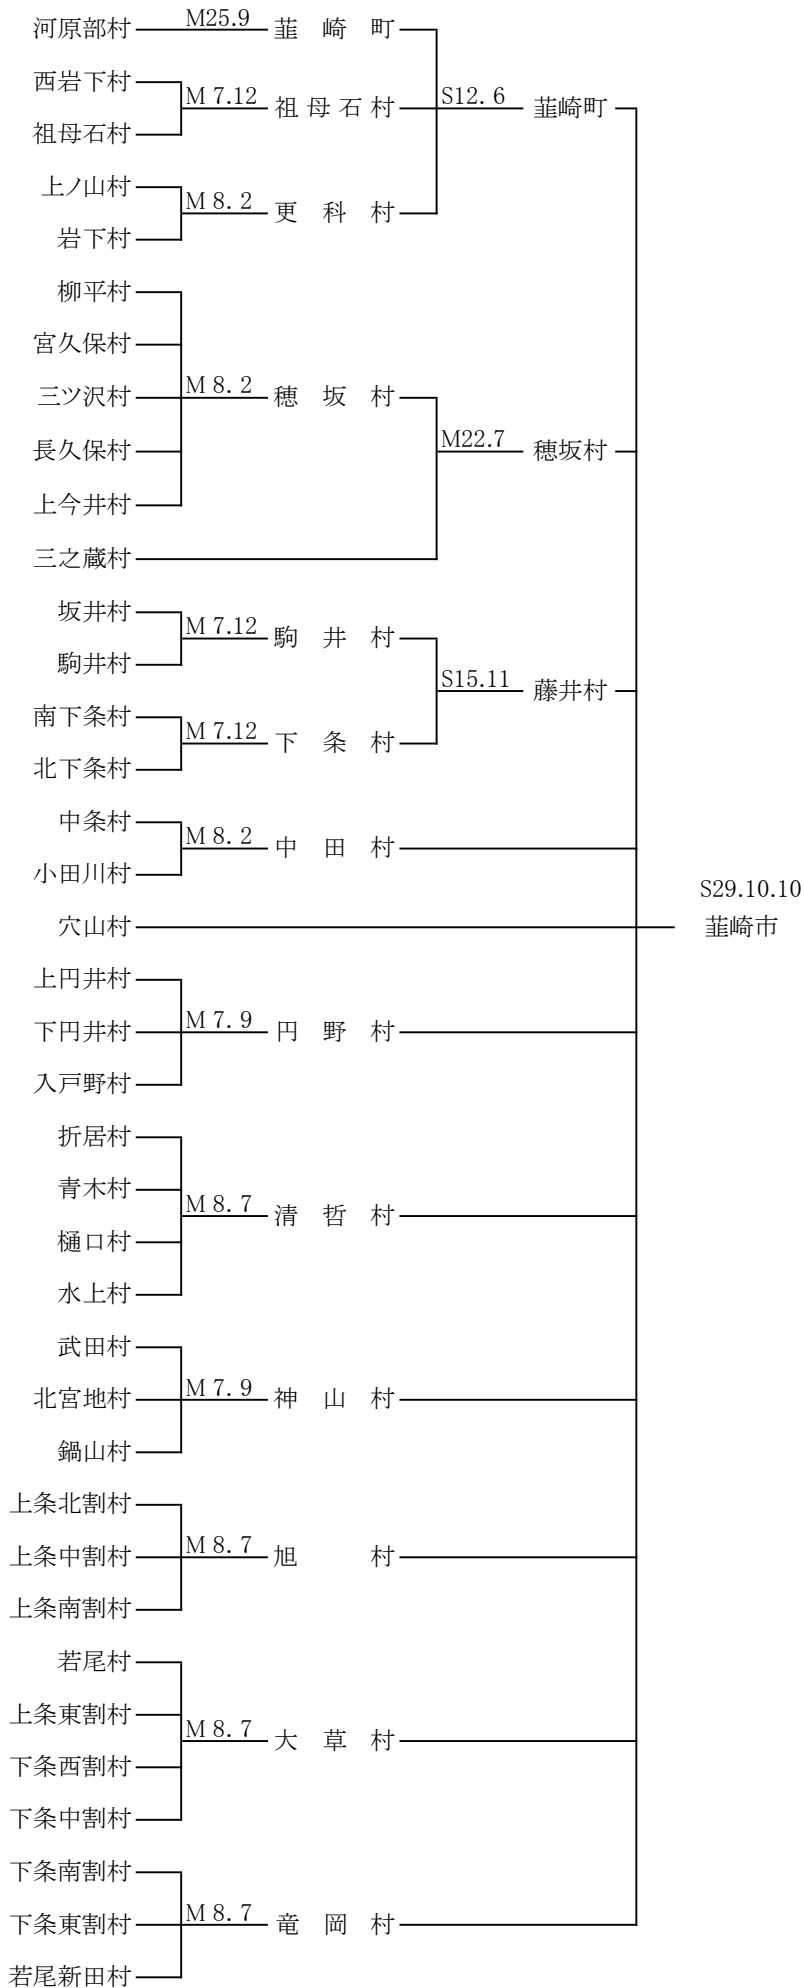 河原部村 M25.9 韮崎町
西岩下村
M 7.12 祖母石村 S12. 6 韮崎町
祖母石村
上ノ山村
M 8. 2 更科村
岩下村
柳平村
宮久保村
三ツ沢村 M 8. 2 穂坂村
長久保村 M22.7 穂坂村
上今井村
三之蔵村
坂井村
M 7.12 駒井村
駒井村
S15.11 藤井村
南下条村
M 7.12 下条村
北下条村
中条村
M 8. 2 中田村
小田川村
S29.10.10
穴山村 韮崎市
上円井村
下円井村 M 7. 9 円野村
入戸野村
折居村
青木村
M 8. 7 清哲村
樋口村
水上村
武田村
北宮地村 M 7. 9 神山村
鍋山村
上条北割村
上条中割村 M 8. 7 旭村
上条南割村
若尾村
上条東割村
M 8. 7 大草村
下条西割村
下条中割村
下条南割村
下条東割村 M 8. 7 竜岡村
若尾新田村